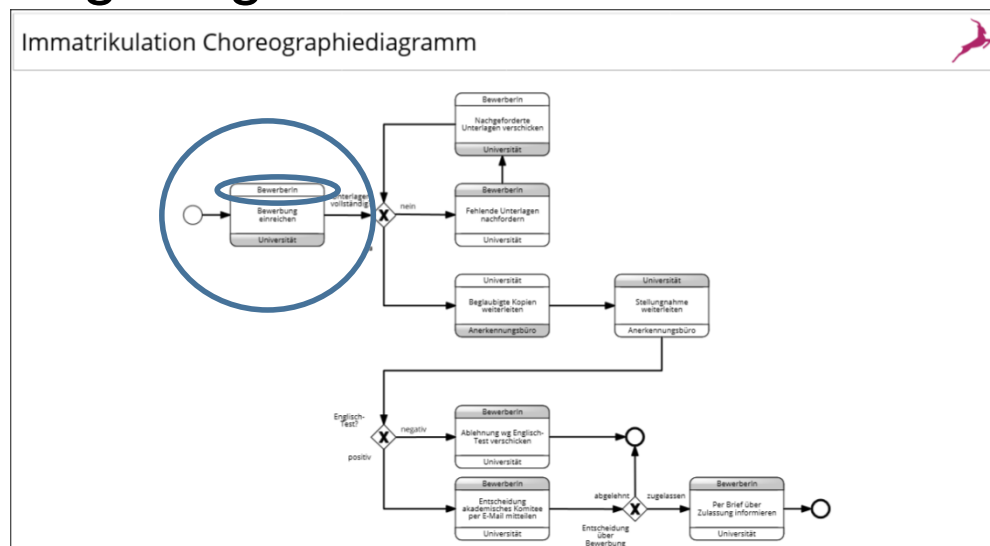 Immatrikulation Choreographiediagramm
BewerberIn
Nachgeforderte
Unterlagen verschicken
Universität
BewerberIn
Bewerbung
einreichen
Universität
vollständig
nein
BewerberIn
Fehlende Unterlagen
nachfordern
Universität
Universität
Beglaubigte Kopien
weiterleiten
Anerkennungsbüro
Universität
Stellungnahme
weiterleiten
Anerkennungsbüro
Englisch-
Test?
negativ
positiv
BewerberIn
Ablehnung wg Englisch-
Test verschicken
Universität
BewerberIn
Entscheidung
akademisches Komitee
per E-Mail mitteilen
Universität
abgelehnt
zugelassen
Entscheidung
über
Bewerbung
BewerberIn
Per Brief über
Zulassung informieren
Universität